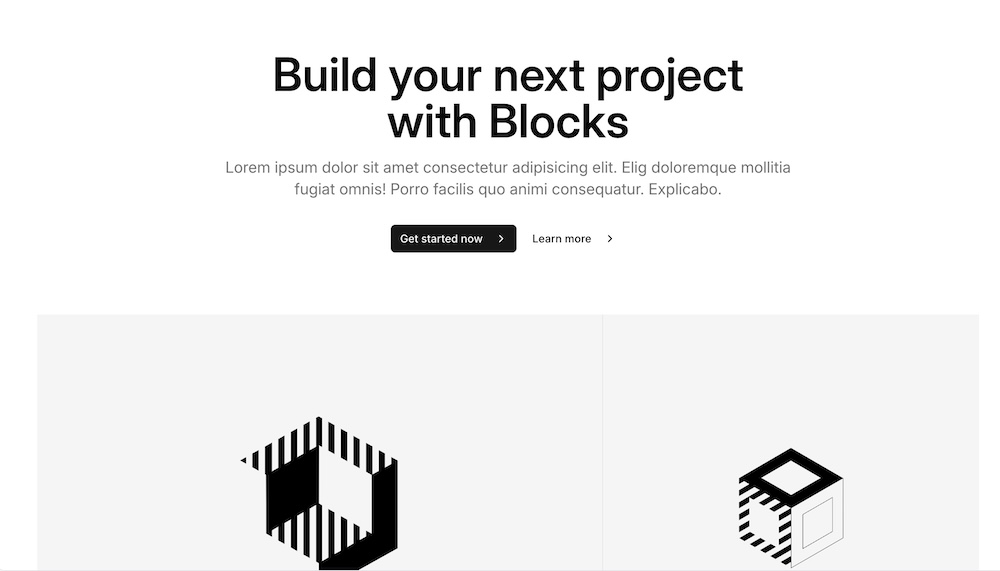 Build your next project
with Blocks
Lorem ipsum dolor sit amet consectetur adipisicing elit. Elig doloremque mollitia
fugiat omnis! Porro facilis quo animi consequatur. Explicabo.
Get started now
Learn more